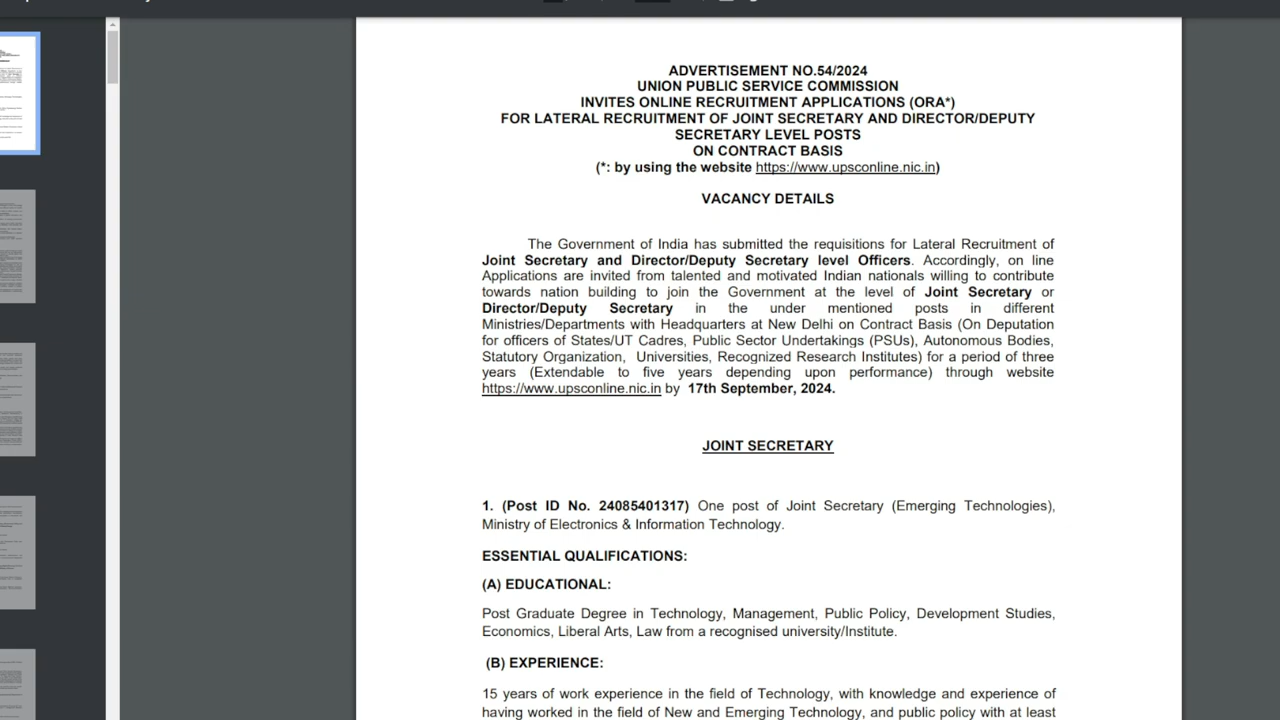 ADVERTISEMENT NO.54/2024
UNION PUBLIC SERVICE COMMISSION
INVITES ONLINE RECRUITMENT APPLICATIONS (ORA*)
FOR LATERAL RECRUITMENT OF JOINT SECRETARY AND DIRECTOR/DEPUTY
SECRETARY LEVEL POSTS
ON CONTRACT BASIS
(*: by using the website https://www.upsconline.nic.in)
VACANCY DETAILS
The Government of India has submitted the requisitions for Lateral Recruitment of
Joint Secretary and Director/Deputy Secretary level Officers. Accordingly, on line
Applications are invited from talented and motivated Indian nationals willing to contribute
towards nation building to join the Government at the level of Joint Secretary or
Director/Deputy Secretary in the under mentioned posts in different
Ministries/Departments with Headquarters at New Delhi on Contract Basis (On Deputation
for officers of States/UT Cadres, Public Sector Undertakings (PSUs), Autonomous Bodies,
Statutory Organization, Universities, Recognized Research Institutes) for a period of three
years (Extendable to five years depending upon performance) through website
https://www.upsconline.nic.in by 17th September, 2024.
JOINT SECRETARY
1. (Post ID No. 24085401317) One post of Joint Secretary (Emerging Technologies),
Ministry of Electronics & Information Technology.
ESSENTIAL QUALIFICATIONS:
(A) EDUCATIONAL:
Post Graduate Degree in Technology, Management, Public Policy, Development Studies,
Economics, Liberal Arts, Law from a recognised university/Institute.
(B) EXPERIENCE:
15 years of work experience in the field of Technology, with knowledge and experience of
having worked in the field of New and Emerging Technology, and public policy with at least